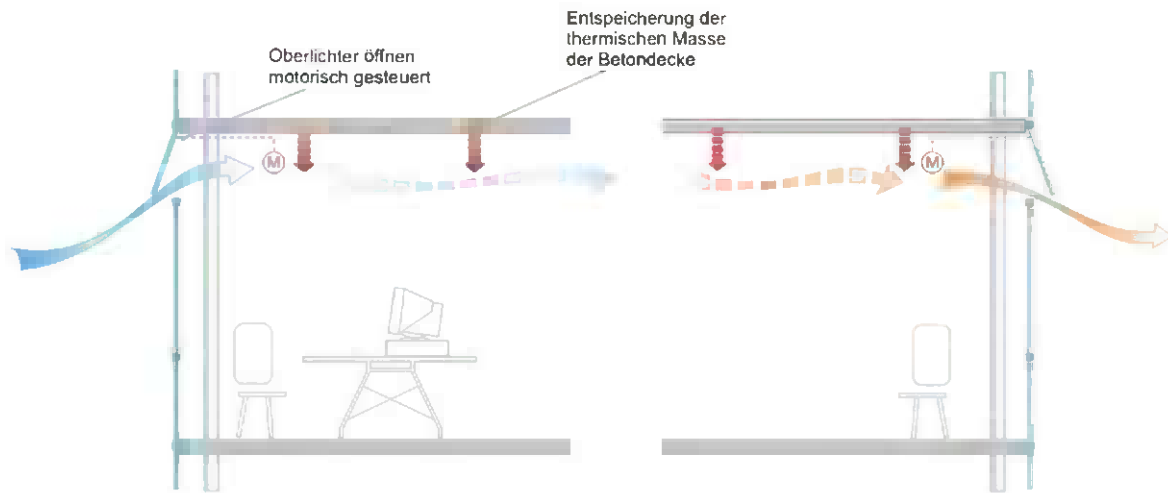 Entspeicherung der
thermischen Masse
der Betondecke
Oberlichter öffnen
motorisch gesteuert
M
M